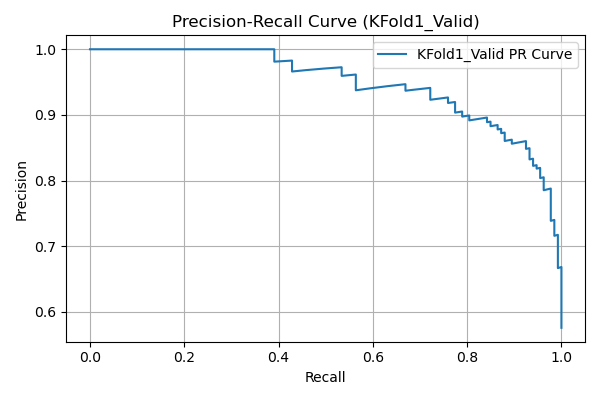 Precision-Recall Curve (KFold1_Valid)
KFold1_Valid PR Curve
Precision
1.0
0.9
0.8
0.7
0.6
0.0 0.2 0.4 0.6 0.8 1.0
Recall